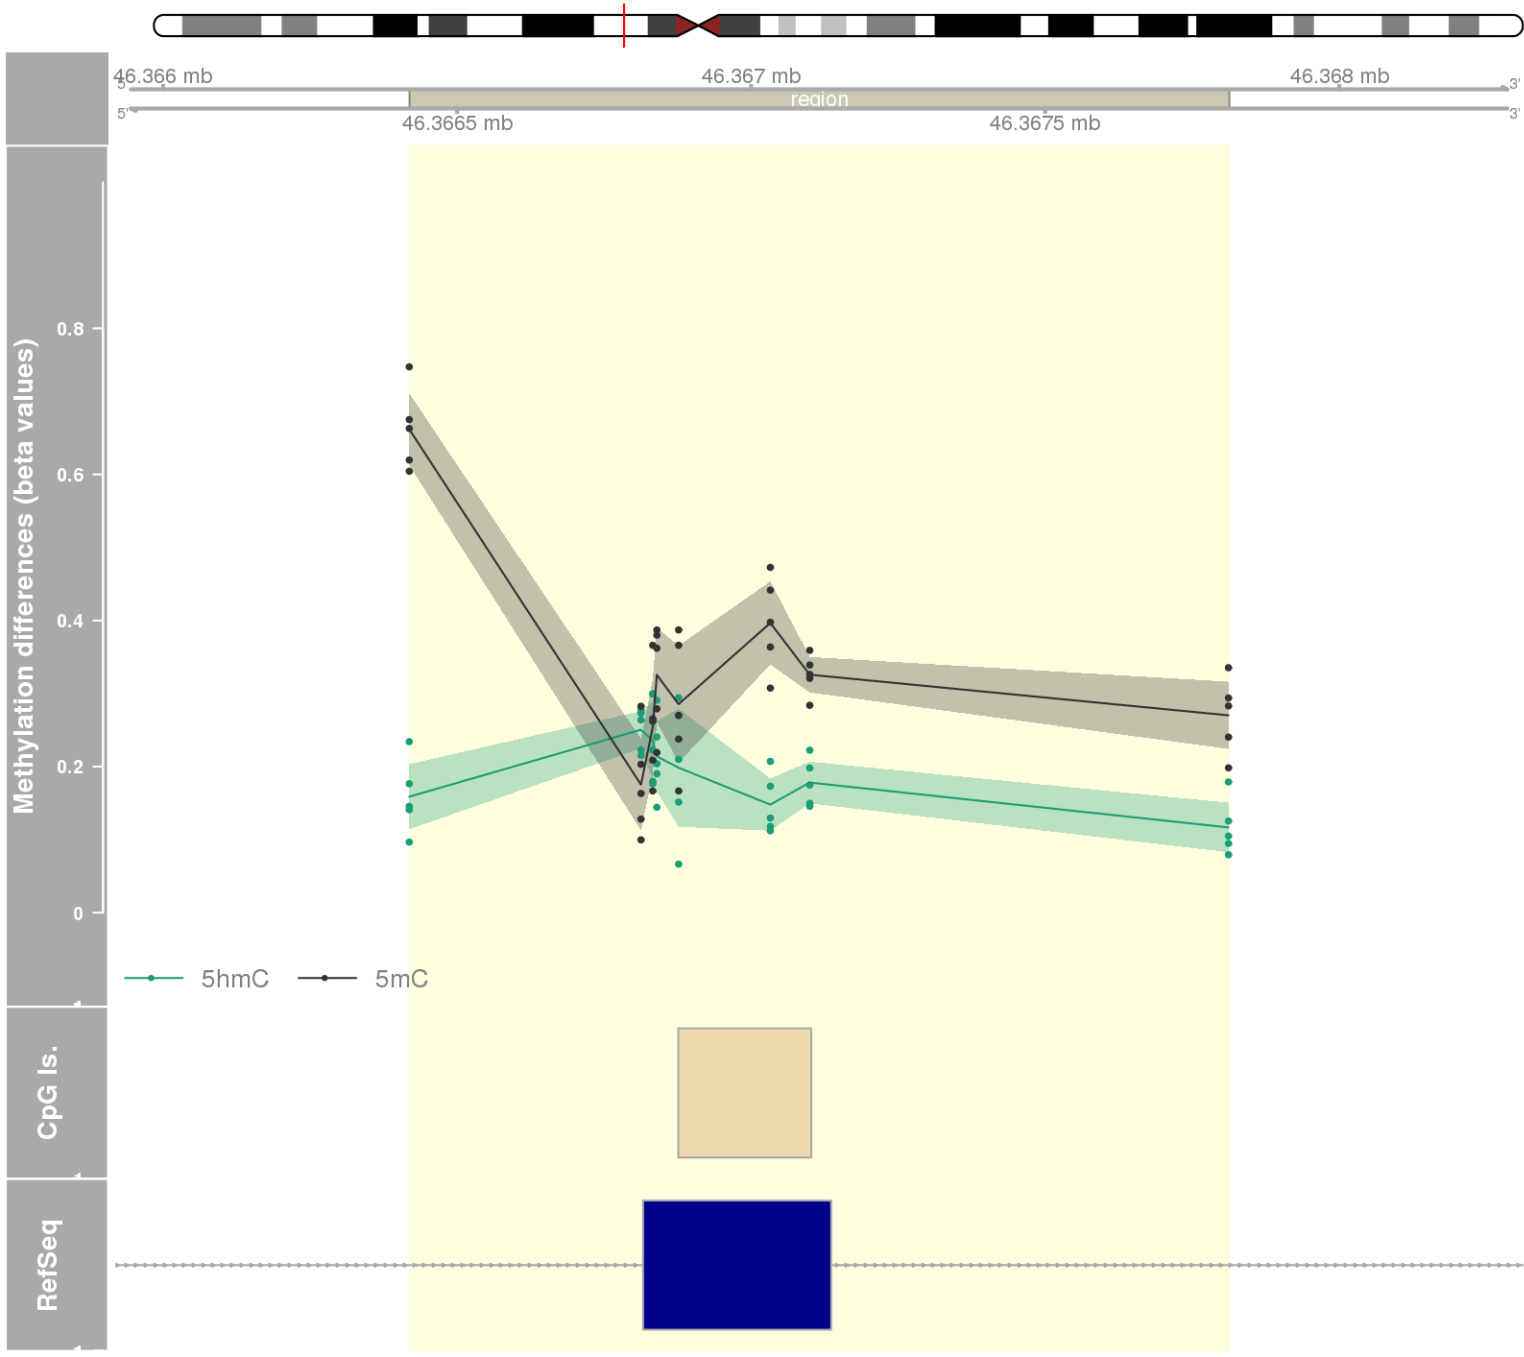 46.366 mb
46.367 mb
46.368 mb
5'
3'
region
5'
3'
46.3665 mb
46.3675 mb
Methylation differences (beta values)
0.8
0.6
0.4
0.2
0
5hmC
5mC
CpG Is.
RefSeq